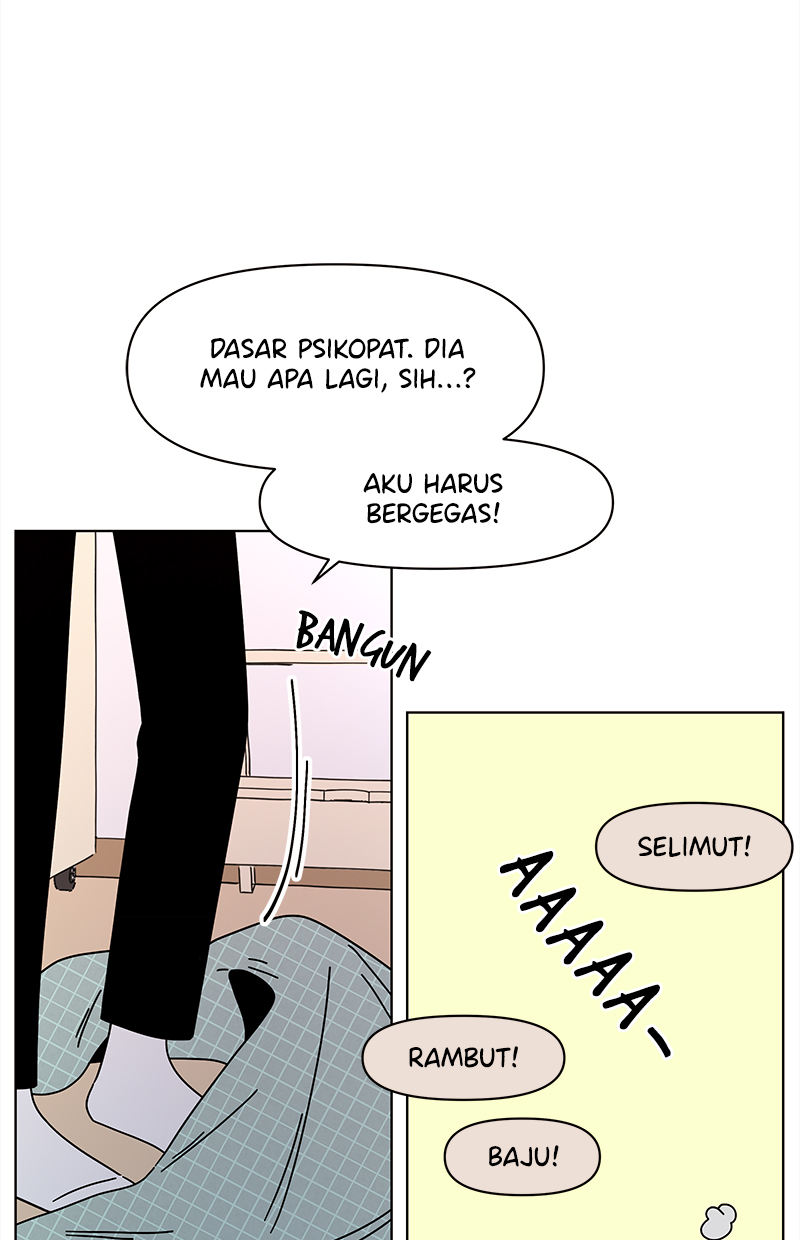 DASAR PSIKOPAT. DIA
MAU APA LAGI, SIH...?
AKU HARUS
BERGEGAS!
BANGUN
SELIMUT!
AAAAA-
RAMBUT!
BAJU!